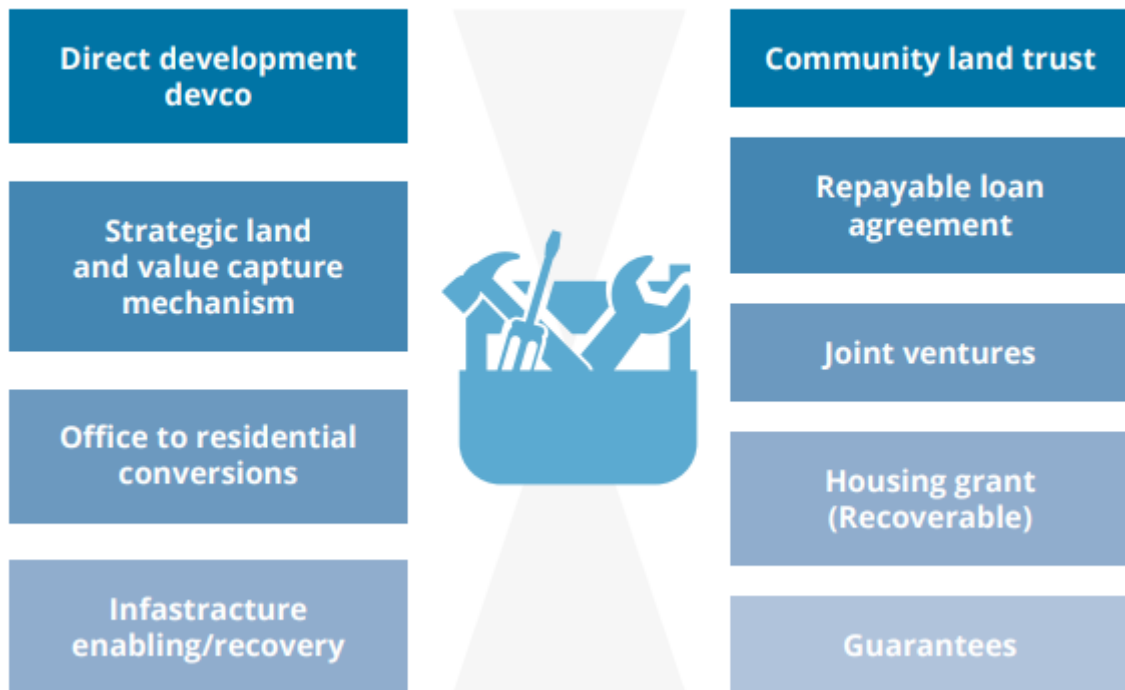 Direct development
devco
Strategic land
and value capture
mechanism
Office to residential
conversions
Infastracture
enabling/recovery
Community land trust
Repayable loan
agreement
Joint ventures
Housing grant
(Recoverable)
Guarantees